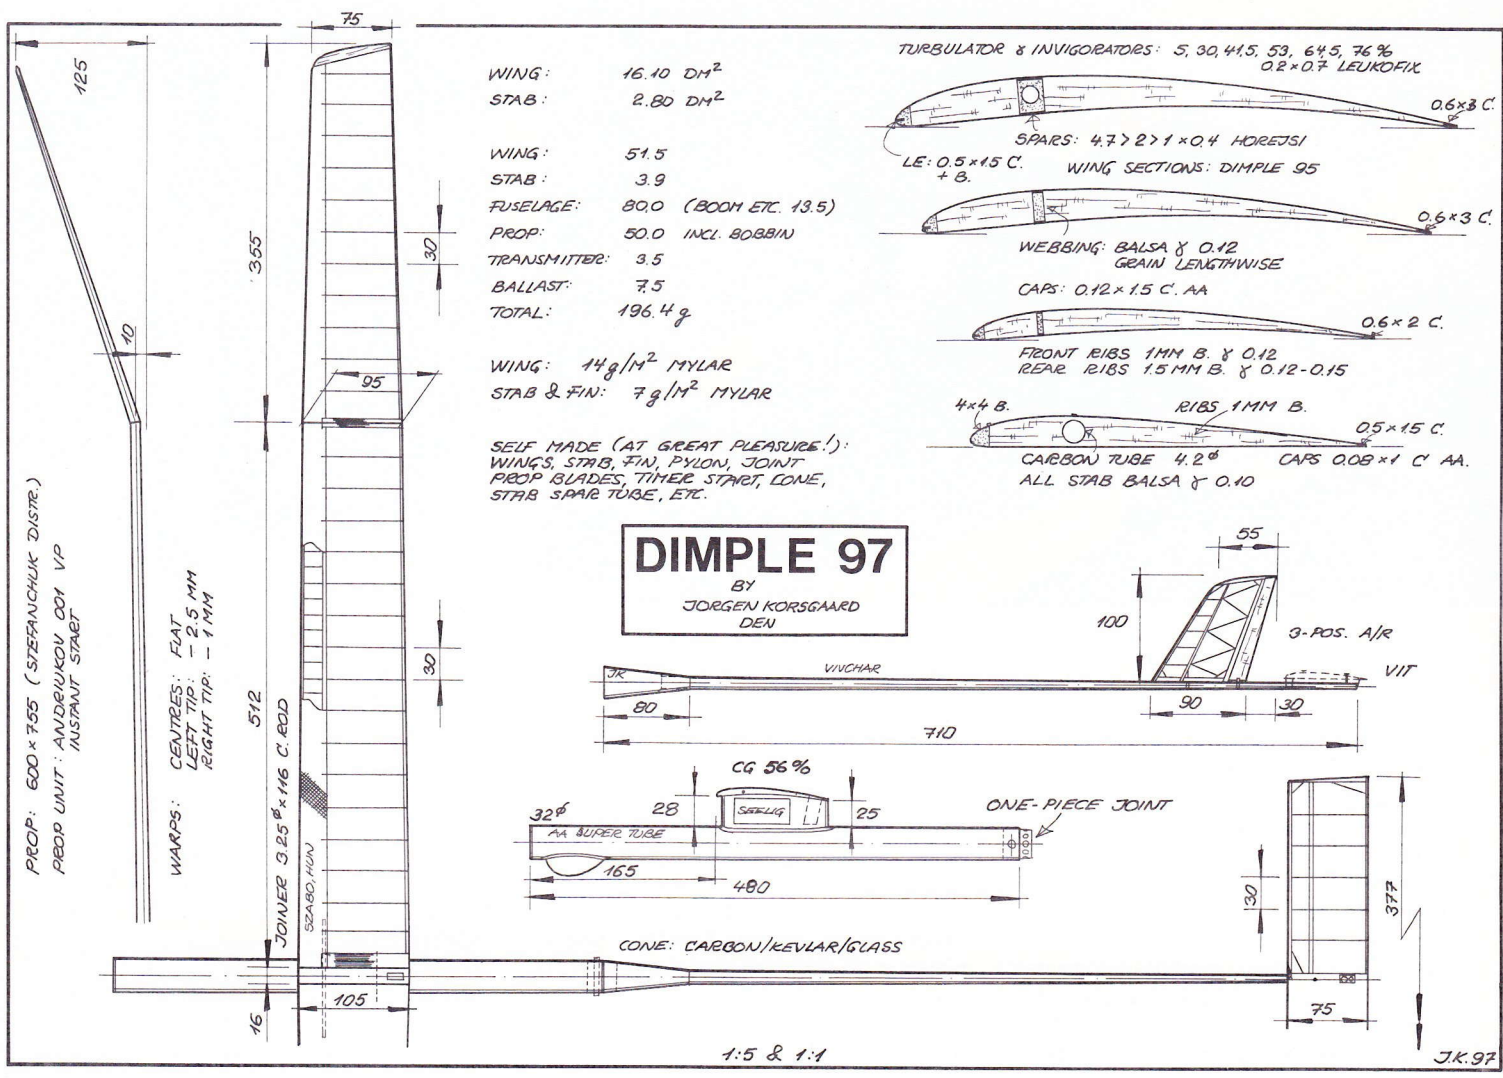 75
125
355
30
10
95
512
30
16
105
PROP: 600×755 (STEFANCHUK DISTR.)
PROP UNIT: ANDRIUKOV 001 VP
INSTANT START
WARPS: CENTRES: FLAT
LEFT TIP: - 2.5 MM
RIGHT TIP: - 1 MM
JOINER 3.25ø×116 C. ROD
SZABO, HUN
WING: 16.10 DM²
STAB: 2.80 DM²
WING: 51.5
STAB: 3.9
FUSELAGE: 80.0 (BOOM ETC. 13.5)
PROP: 50.0 INCL. BOBBIN
TRANSMITTER: 3.5
BALLAST: 7.5
TOTAL: 196.4 g
WING: 14 g/M² MYLAR
STAB & FIN: 7 g/M² MYLAR
SELF MADE (AT GREAT PLEASURE!):
WINGS, STAB, FIN, PYLON, JOINT
PROP BLADES, TIMER START, CONE,
STAB SPAR TUBE, ETC.
TURBULATOR & INVIGORATORS: 5, 30, 41.5, 53, 64.5, 76%
0.2×0.7 LEUKOFIX
0.6×3 C.
SPARS: 4.7>2>1×0.4 HOREJSI
LE: 0.5×1.5 C.
+ B.
WING SECTIONS: DIMPLE 95
0.6×3 C.
WEBBING: BALSA γ 0.12
GRAIN LENGTHWISE
CAPS: 0.12×1.5 C. AA
0.6×2 C.
FRONT RIBS 1MM B. γ 0.12
REAR RIBS 1.5MM B. γ 0.12-0.15
4×4 B.
RIBS 1MM B.
0.5×1.5 C.
CARBON TUBE 4.2ø
CAPS 0.08×1 C AA.
ALL STAB BALSA γ 0.10
DIMPLE 97
BY
JORGEN KORSGAARD
DEN
55
100
3-POS. A/R
VIT
JK
VINCHAR
80
90
30
710
CG 56%
32ø
28
SEELIG
25
ONE-PIECE JOINT
AA SUPER TUBE
165
480
30
377
CONE: CARBON/KEVLAR/GLASS
75
1:5 & 1:1
J.K. 97